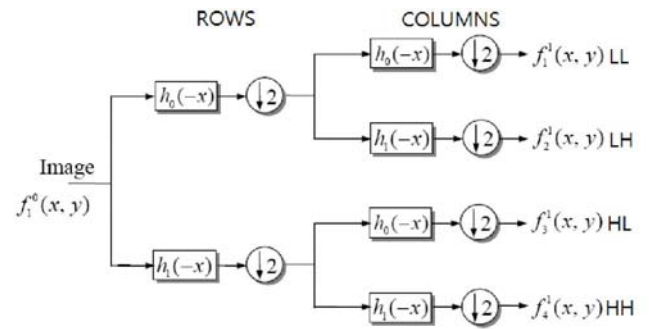 ROWS COLUMNS
h₀(−x) ↓2 f₁¹(x, y) LL
h₀(−x) ↓2
h₁(−x) ↓2 f₂¹(x, y) LH
Image
f₁⁰(x, y)
h₀(−x) ↓2 f₃¹(x, y) HL
h₁(−x) ↓2
h₁(−x) ↓2 f₄¹(x, y) HH